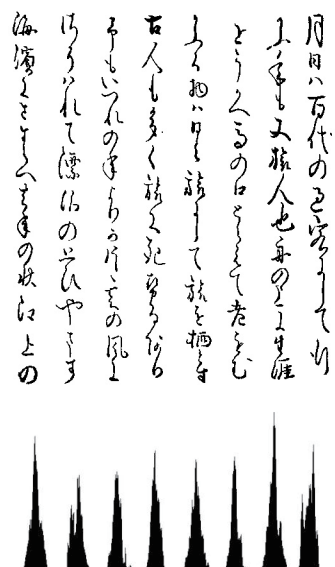 月日ハ百代の過客にして行
かふ年も又旅人也舟の上に生涯
をうかへ馬の口とらえて老をむ
かふる物ハ日々旅にして旅を栖とす
古人も多く旅に死せるあり
予もいつれの年よりか片雲の風に
さそハれて漂泊の思ひやます
海濱にさすらへ去年の秋江上の